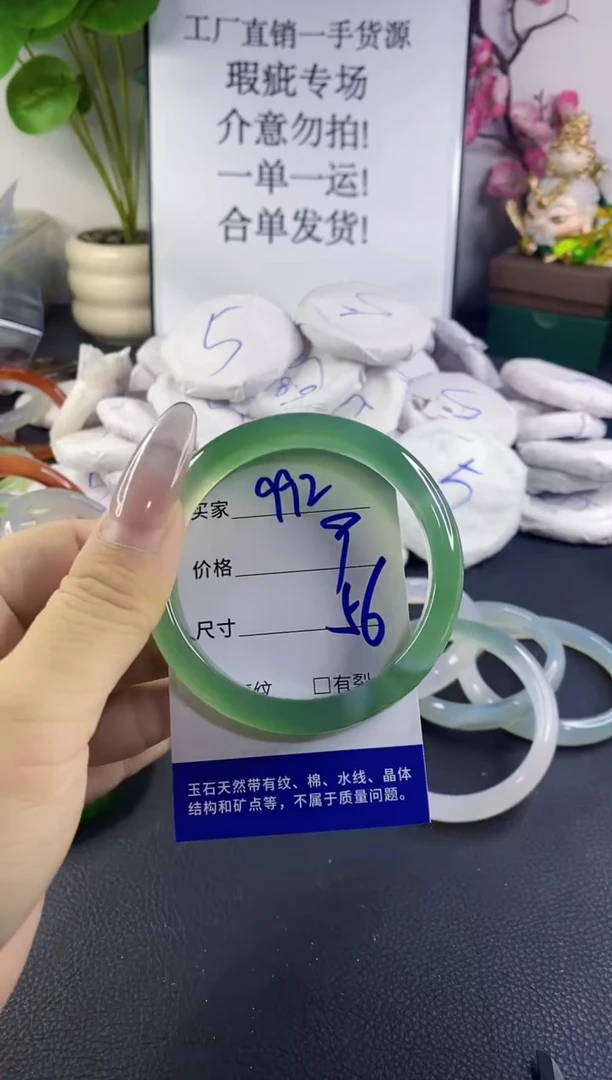 工厂直销一手货源
瑕疵专场
介意勿拍!
一单一运!
合单发货!
5
5
买家 992
价格 9
尺寸 56
纹 □有裂
玉石天然带有纹、棉、水线、晶体
结构和矿点等，不属于质量问题。